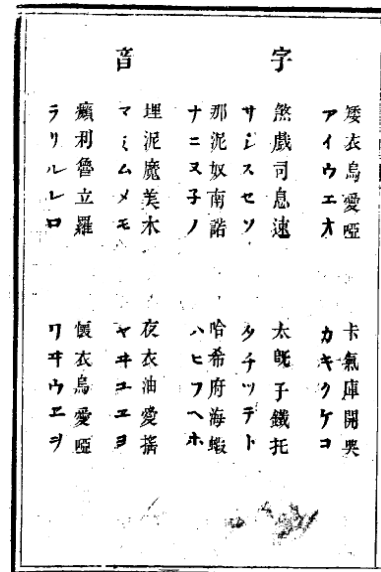 字音
矮衣烏愛啞
アイウエオ
卡氣庫開奥
カキクケコ
煞戲司息速
サシスセソ
太旣子鐵托
タチツテト
那泥奴南諾
ナニヌ子ノ
哈希府海蝦
ハヒフヘホ
埋泥魔美木
マミムメモ
夜衣油愛搖
ヤヰユエヨ
癩利魯立羅
ラリルレロ
懷衣烏愛啞
ワヰウヱヲ